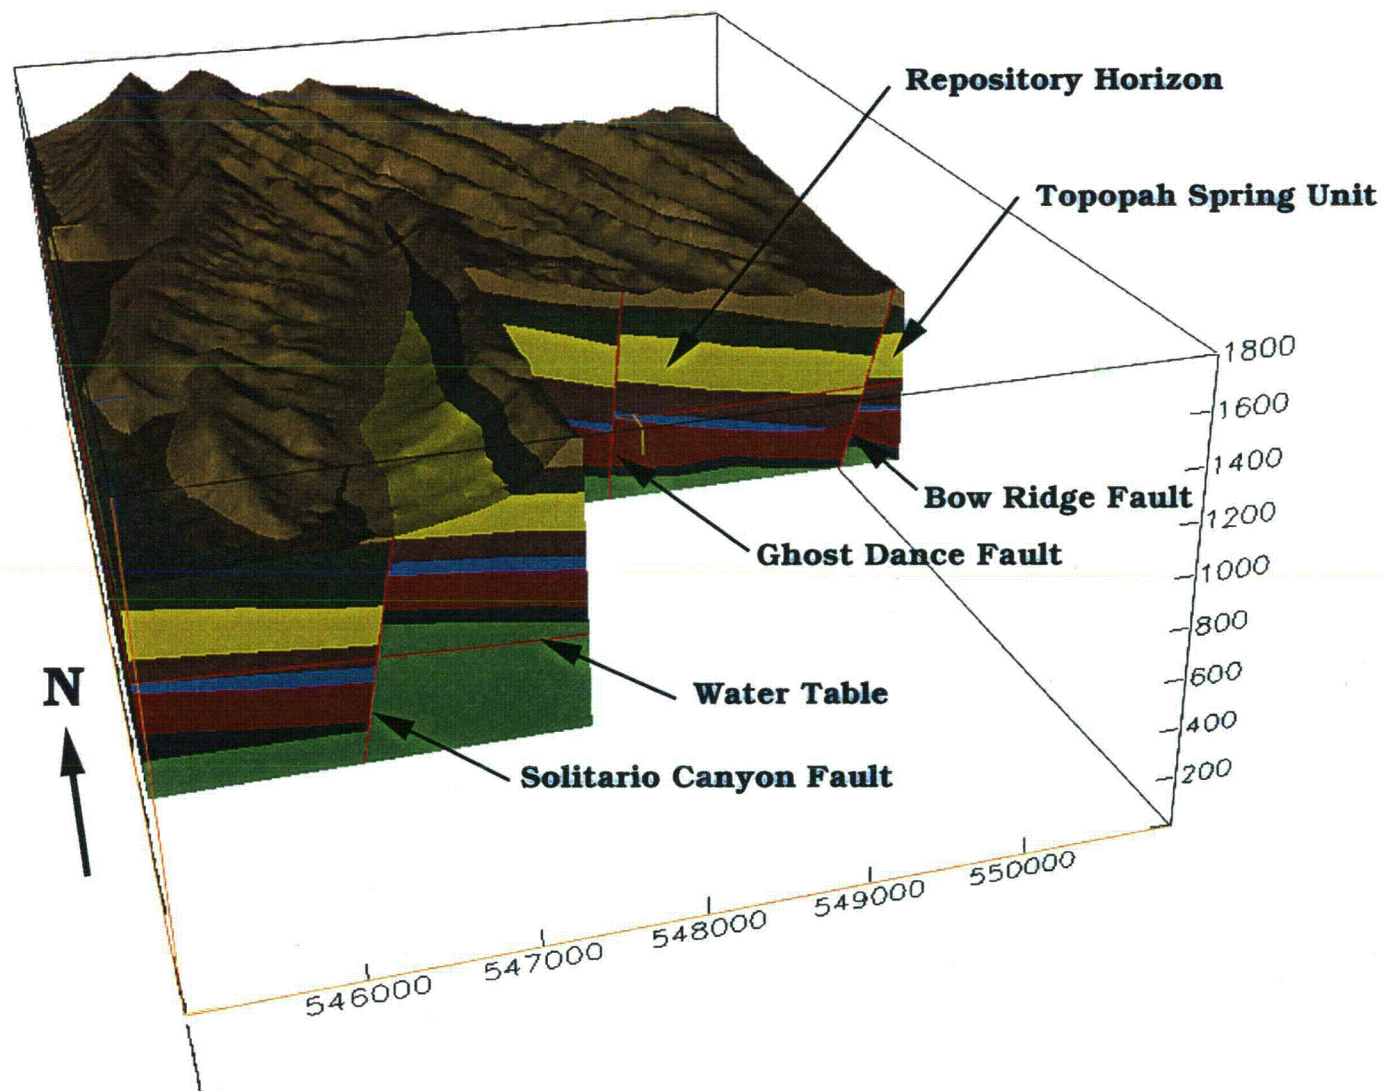 Repository Horizon
Topopah Spring Unit
1800
1600
1400
Bow Ridge Fault
1200
Ghost Dance Fault
1000
800
N
Water Table
600
400
Solitario Canyon Fault
200
550000
549000
548000
547000
546000